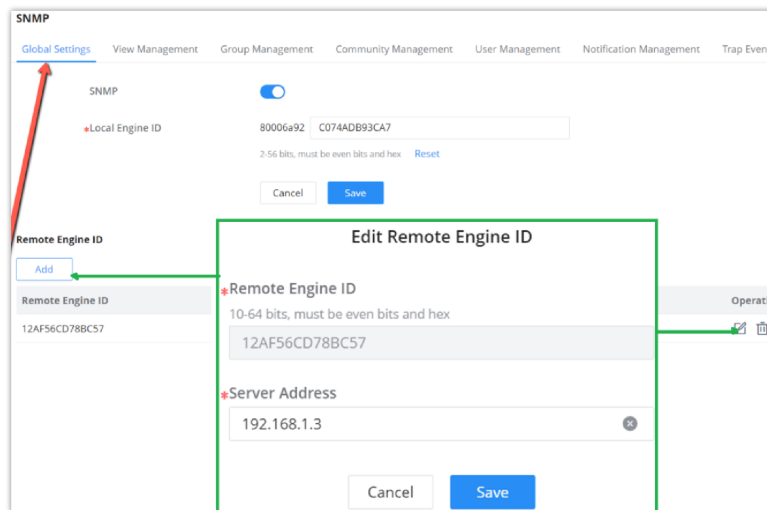 SNMP
Global Settings View Management Group Management Community Management User Management Notification Management Trap Even
SNMP
*Local Engine ID 80006a92 C074ADB93CA7
2-56 bits, must be even bits and hex Reset
Cancel Save
Remote Engine ID
Add
Remote Engine ID Operati
12AF56CD78BC57
Edit Remote Engine ID
*Remote Engine ID
10-64 bits, must be even bits and hex
12AF56CD78BC57
*Server Address
192.168.1.3
Cancel Save